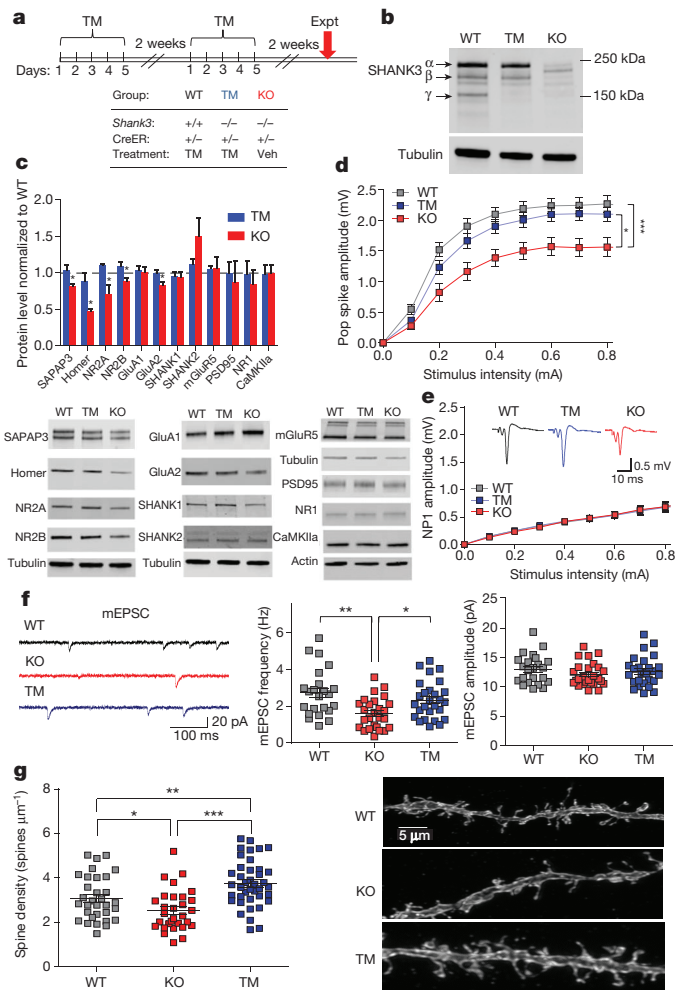 a
TM
TM
Expt
2 weeks
2 weeks
Days: 1 2 3 4 5 1 2 3 4 5
Group: WT TM KO
Shank3: +/+ −/− −/−
CreER: +/− +/− +/−
Treatment: TM TM Veh
b
WT TM KO
SHANK3
α
β
γ
250 kDa
150 kDa
Tubulin
c
Protein level normalized to WT
2.0
1.5
1.0
0.5
0.0
TM
KO
* * * * *
SAPAP3
Homer
NR2A
NR2B
GluA1
GluA2
SHANK1
SHANK2
mGluR5
PSD95
NR1
CaMKIIa
WT TM KO
SAPAP3
Homer
NR2A
NR2B
Tubulin
WT TM KO
GluA1
GluA2
SHANK1
SHANK2
Tubulin
WT TM KO
mGluR5
Tubulin
PSD95
NR1
CaMKIIa
Actin
d
Pop spike amplitude (mV)
2.5
2.0
1.5
1.0
0.5
0.0
WT
TM
KO
*
***
0.0 0.2 0.4 0.6 0.8
Stimulus intensity (mA)
e
NP1 amplitude (mV)
2.5
2.0
1.5
1.0
0.5
0.0
WT TM KO
0.5 mV
10 ms
WT
TM
KO
0.0 0.2 0.4 0.6 0.8
Stimulus intensity (mA)
f
mEPSC
WT
KO
TM
20 pA
100 ms
mEPSC frequency (Hz)
6
4
2
0
** *
WT KO TM
mEPSC amplitude (pA)
25
20
15
10
5
0
WT KO TM
g
Spine density (spines µm⁻¹)
8
6
4
2
0
**
* ***
WT KO TM
WT
5 µm
KO
TM